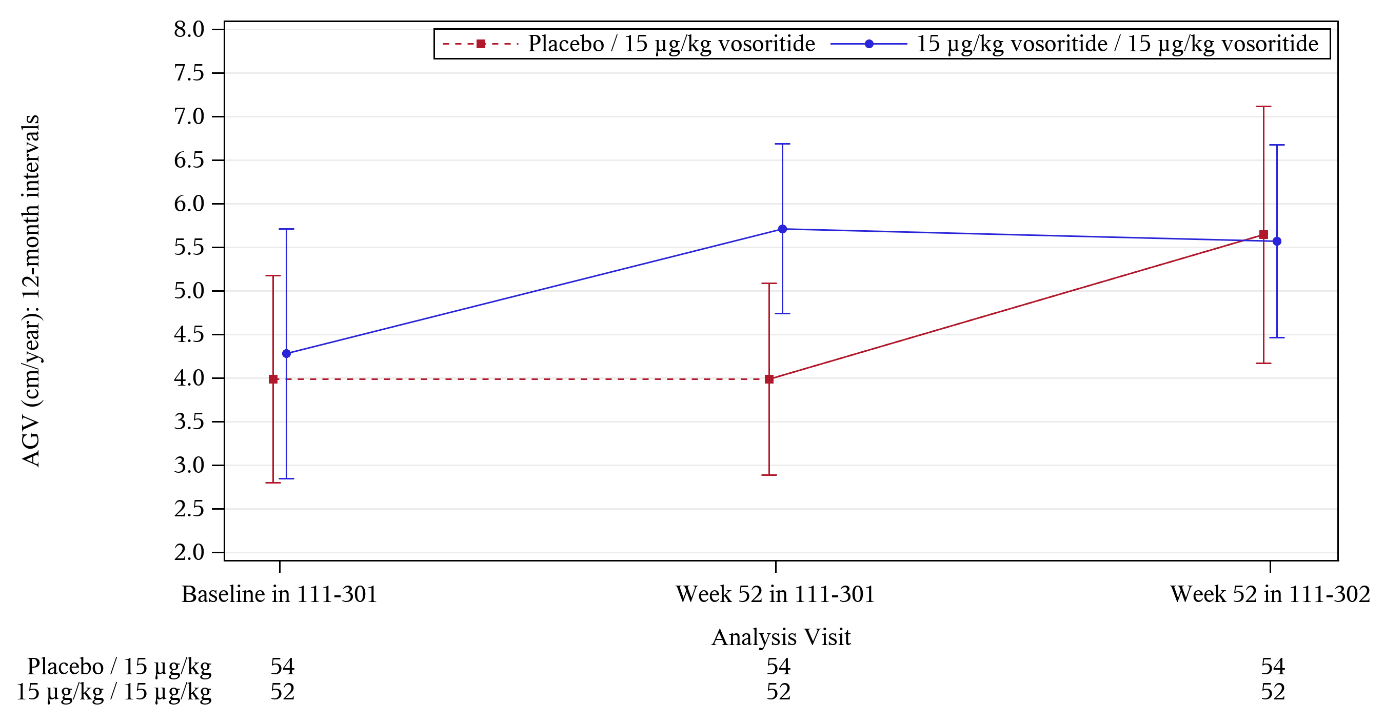 AGV (cm/year): 12-month intervals
8.0
7.5
7.0
6.5
6.0
5.5
5.0
4.5
4.0
3.5
3.0
2.5
2.0
Placebo / 15 µg/kg vosoritide 15 µg/kg vosoritide / 15 µg/kg vosoritide
Baseline in 111-301 Week 52 in 111-301 Week 52 in 111-302
Analysis Visit
Placebo / 15 µg/kg 54 54 54
15 µg/kg / 15 µg/kg 52 52 52